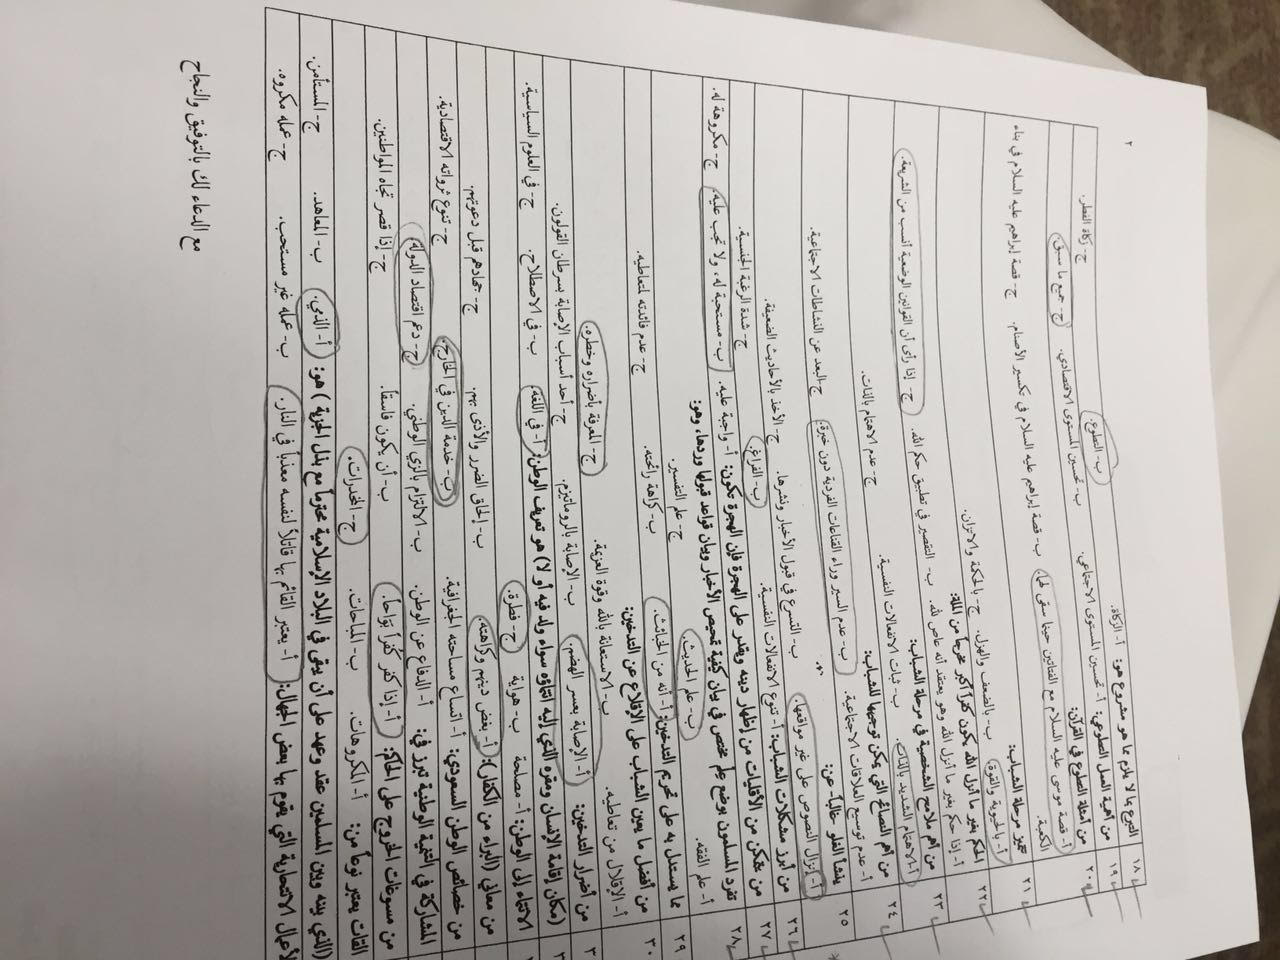 ٢
١٨ التبرع بما لا يلزم مما هو مشروع هو: أ- الزكاة. ب- التطوع. ج- زكاة الفطر.
١٩ من أهمية العمل التطوعي: أ- تحسين المستوى الاجتماعي. ب- تحسين المستوى الاقتصادي. ج- جميع ما سبق.
٢٠ من أمثلة التطوع في القرآن:
أ- قصة موسى عليه السلام مع الفتاتين حينما سقى لهما. ب- قصة إبراهيم عليه السلام في تكسير الأصنام. ج- قصة إبراهيم عليه السلام في بناء
الكعبة.
٢١ تتميز مرحلة الشباب:
أ- بالحيوية والقوة. ب- بالضعف والهزل. ج- بالحكمة والاتزان.
٢٢ الحكم بغير ما أنزل الله يكون كفراً أكبر مخرجاً من الملة:
أ- إذا حكم بغير ما أنزل الله وهو يعتقد أنه عاص لله. ب- التقصير في تطبيق حكم الله. ج- إذا رأى أن القوانين الوضعية أنسب من الشريعة.
٢٣ من أهم ملامح الشخصية في مرحلة الشباب:
أ- الاهتمام الشديد بالذات. ب- ثبات الانفعالات النفسية. ج- عدم الاهتمام بالذات.
٢٤ من أهم النصائح التي يمكن توجيهها للشباب:
أ- عدم توسيع العلاقات الاجتماعية. ب- عدم السير وراء القناعات الفردية دون خبرة. ج- البعد عن النشاطات الاجتماعية.
٢٥ ينشأ الغلو -غالباً- عن:
أ- إنزال النصوص على غير مواقعها. ب- التسرع في قبول الأخبار ونشرها. ج- الأخذ بالأحاديث الضعيفة.
٢٦ من أبرز مشكلات الشباب: أ- تنوع الانفعالات النفسية. ب- الفراغ. ج- شدة الرغبة الجنسية.
٢٧ من يتمكن من الأقليات من إظهار دينه ويقدر على الهجرة فإن الهجرة تكون: أ- واجبة عليه. ب- مستحبة له، ولا تجب عليه. ج- مكروهة له.
٢٨ تفرد المسلمون بوضع علم مختص في بيان كيفية تمحيص الأخبار وبيان قواعد قبولها وردها، وهو:
أ- علم الفقه. ب- علم الحديث. ج- علم التفسير.
٢٩ مما يستدل به على تحريم التدخين: أ- أنه من الخبائث. ب- كراهة رائحته. ج- عدم فائدته لمتعاطيه.
٣٠ من أفضل ما يعين الشباب على الإقلاع عن التدخين:
أ- الإقلال من تعاطيه. ب- الاستعانة بالله وقوة العزيمة. ج- المعرفة بأضراره وخطره.
٣ من أضرار التدخين: أ- الإصابة بعسر الهضم. ب- الإصابة بالروماتيزم. ج- أحد أسباب الإصابة بسرطان القولون.
٣ (مكان إقامة الإنسان ومقره الذي إليه انتماؤه سواء ولد فيه أو لا) هو تعريف الوطن: أ- في اللغة. ب- في الاصطلاح. ج- في العلوم السياسية.
الانتماء إلى الوطن: أ- مصلحة ب- هواية ج- فطرة.
من معاني (البراء من الكفار): أ- بغض دينهم وكراهته. ب- إلحاق الضرر والأذى بهم. ج- جهادهم قبل دعوتهم.
من خصائص الوطن السعودي: أ- اتساع مساحته الجغرافية. ب- خدمة الدين في الخارج. ج- تنوع ثرواته الاقتصادية.
المشاركة في التنمية الوطنية تبرز في: أ- الدفاع عن الوطن. ب- الالتزام بالزي الوطني. ج- دعم اقتصاد الدولة.
من مسوغات الخروج على الحاكم: أ- إذا كفر كُفراً بَوَاحاً. ب- أن يكون فاسقاً. ج- إذا قصر تجاه المواطنين.
القات يعتبر نوعاً من: أ- المكروهات. ب- المباحات. ج- المخدرات.
(الذي بينه وبين المسلمين عقد وعهد على أن يبقى في البلاد الإسلامية محترماً مع بذل الجزية ) هو: أ- الذمي. ب- المعاهد. ج- المستأمن.
لأعمال الانتحارية التي يقوم بها بعض الجهال: أ- يعتبر القائم بها قاتلاً لنفسه معذباً في النار. ب- عمله غير مستحب. ج- عمله مكروه.
مع الدعاء لك بالتوفيق والنجاح